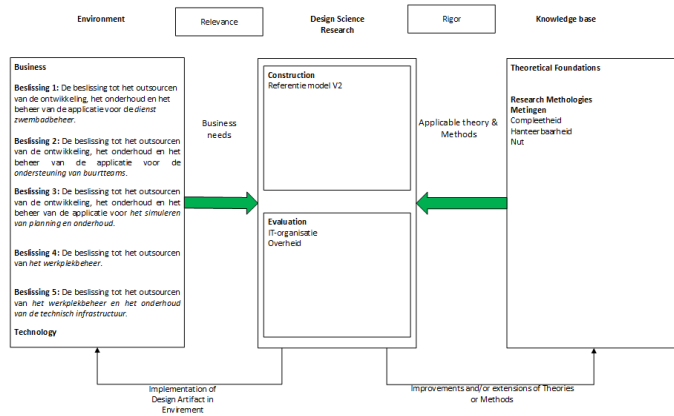 Environment
Relevance
Design Science
Research
Rigor
Knowledge base
Business
Beslissing 1: De beslissing tot het outsourcen
van de ontwikkeling, het onderhoud en het
beheer van de applicatie voor de dienst
zwembadbeheer.
Beslissing 2: De beslissing tot het outsourcen
van de ontwikkeling, het onderhoud en het
beheer van de applicatie voor de
ondersteuning van buurtteams.
Beslissing 3: De beslissing tot het outsourcen
van de ontwikkeling, het onderhoud en het
beheer van de applicatie voor het simuleren
van planning en onderhoud.
Beslissing 4: De beslissing tot het outsourcen
van het werkplekbeheer.
Beslissing 5: De beslissing tot het outsourcen
van het werkplekbeheer en het onderhoud
van de technisch infrastructuur.
Technology
Business
needs
Construction
Referentie model V2
Evaluation
IT-organisatie
Overheid
Applicable theory &
Methods
Theoretical Foundations
Research Methologies
Metingen
Compleetheid
Hanteerbaarheid
Nut
Implementation of
Design Artifact in
Envirement
Improvements and/or extensions of Theories
or Methods